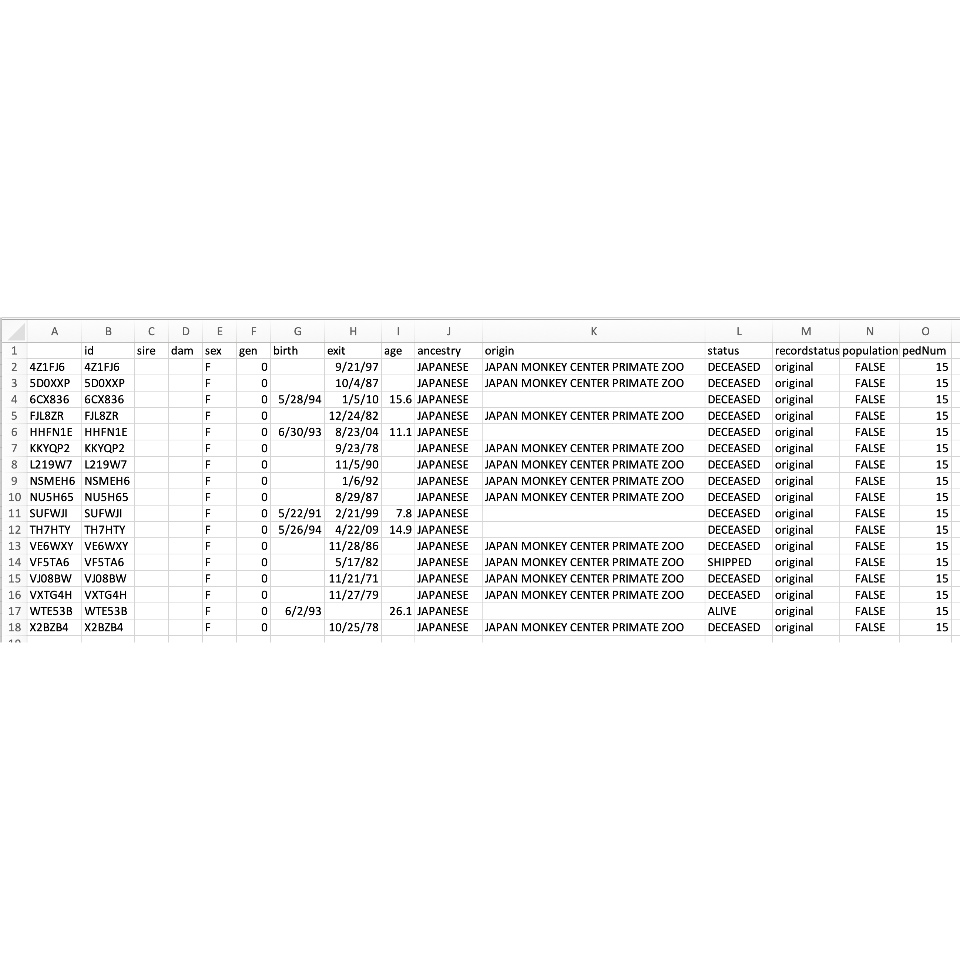 A B C D E F G H I J K L M N O
1 id sire dam sex gen birth exit age ancestry origin status recordstatus population pedNum
2 4Z1FJ6 4Z1FJ6 F 0 9/21/97 JAPANESE JAPAN MONKEY CENTER PRIMATE ZOO DECEASED original FALSE 15
3 5D0XXP 5D0XXP F 0 10/4/87 JAPANESE JAPAN MONKEY CENTER PRIMATE ZOO DECEASED original FALSE 15
4 6CX836 6CX836 F 0 5/28/94 1/5/10 15.6 JAPANESE DECEASED original FALSE 15
5 FJL8ZR FJL8ZR F 0 12/24/82 JAPANESE JAPAN MONKEY CENTER PRIMATE ZOO DECEASED original FALSE 15
6 HHFN1E HHFN1E F 0 6/30/93 8/23/04 11.1 JAPANESE DECEASED original FALSE 15
7 KKYQP2 KKYQP2 F 0 9/23/78 JAPANESE JAPAN MONKEY CENTER PRIMATE ZOO DECEASED original FALSE 15
8 L219W7 L219W7 F 0 11/5/90 JAPANESE JAPAN MONKEY CENTER PRIMATE ZOO DECEASED original FALSE 15
9 NSMEH6 NSMEH6 F 0 1/6/92 JAPANESE JAPAN MONKEY CENTER PRIMATE ZOO DECEASED original FALSE 15
10 NU5H65 NU5H65 F 0 8/29/87 JAPANESE JAPAN MONKEY CENTER PRIMATE ZOO DECEASED original FALSE 15
11 SUFWJI SUFWJI F 0 5/22/91 2/21/99 7.8 JAPANESE DECEASED original FALSE 15
12 TH7HTY TH7HTY F 0 5/26/94 4/22/09 14.9 JAPANESE DECEASED original FALSE 15
13 VE6WXY VE6WXY F 0 11/28/86 JAPANESE JAPAN MONKEY CENTER PRIMATE ZOO DECEASED original FALSE 15
14 VF5TA6 VF5TA6 F 0 5/17/82 JAPANESE JAPAN MONKEY CENTER PRIMATE ZOO SHIPPED original FALSE 15
15 VJ08BW VJ08BW F 0 11/21/71 JAPANESE JAPAN MONKEY CENTER PRIMATE ZOO DECEASED original FALSE 15
16 VXTG4H VXTG4H F 0 11/27/79 JAPANESE JAPAN MONKEY CENTER PRIMATE ZOO DECEASED original FALSE 15
17 WTE53B WTE53B F 0 6/2/93 26.1 JAPANESE ALIVE original FALSE 15
18 X2BZB4 X2BZB4 F 0 10/25/78 JAPANESE JAPAN MONKEY CENTER PRIMATE ZOO DECEASED original FALSE 15